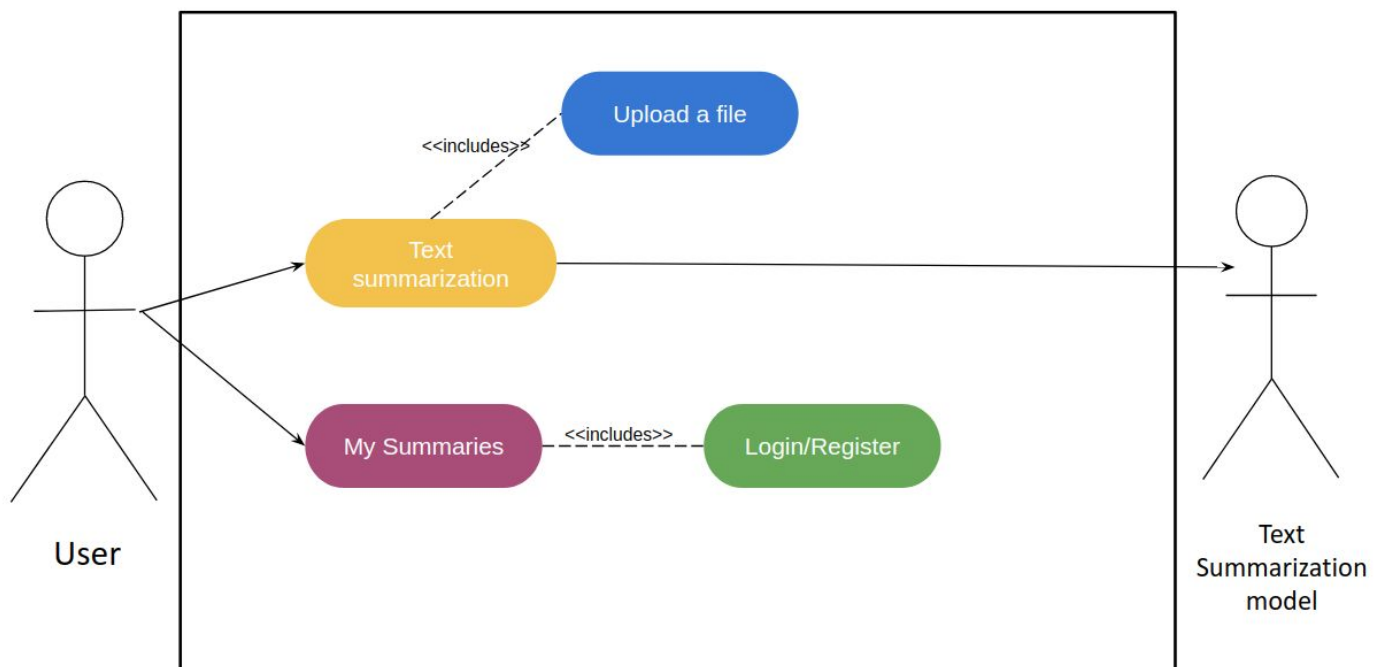 Upload a file
<<includes>>
Text
summarization
My Summaries
<<includes>>
Login/Register
User
Text
Summarization
model